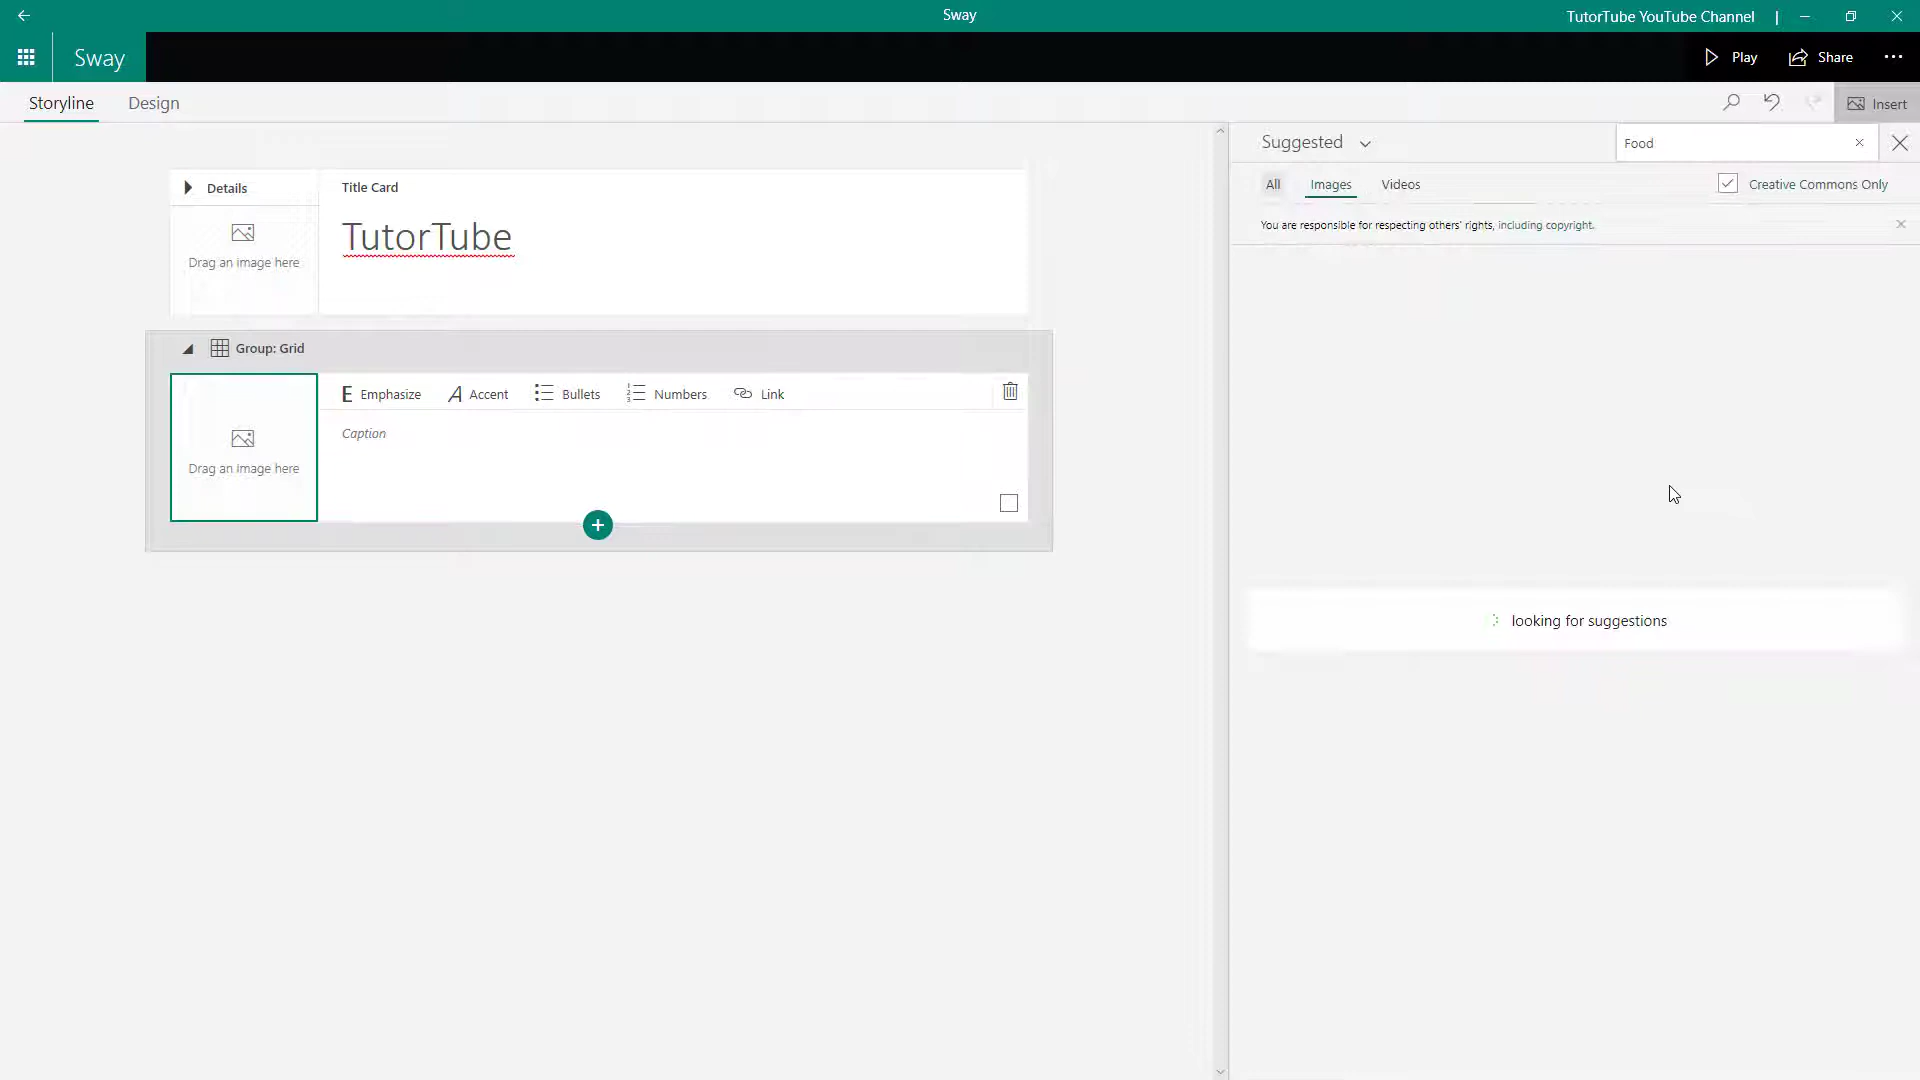 Sway
TutorTube YouTube Channel
Sway
Play
Share
Storyline
Design
Insert
Suggested
Food
All
Images
Videos
Creative Commons Only
You are responsible for respecting others' rights, including copyright.
Details
Title Card
TutorTube
Drag an image here
Group: Grid
E Emphasize
A Accent
Bullets
Numbers
Link
Caption
Drag an image here
looking for suggestions